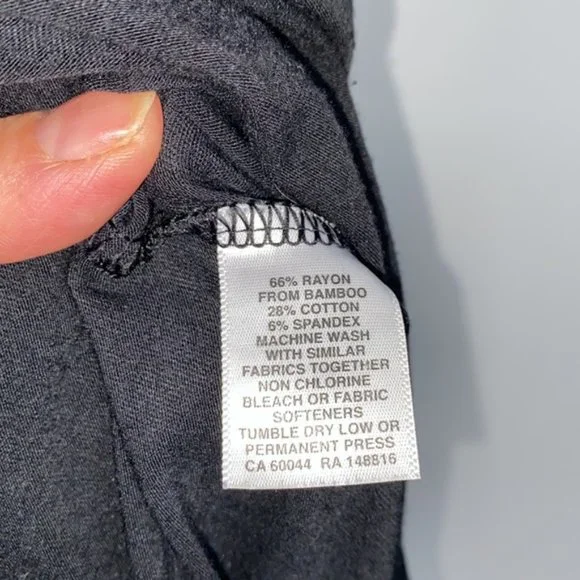 66% RAYON
FROM BAMBOO
28% COTTON
6% SPANDEX
MACHINE WASH
WITH SIMILAR
FABRICS TOGETHER
NON CHLORINE
BLEACH OR FABRIC
SOFTENERS
TUMBLE DRY LOW OR
PERMANENT PRESS
CA 60044 RA 148816